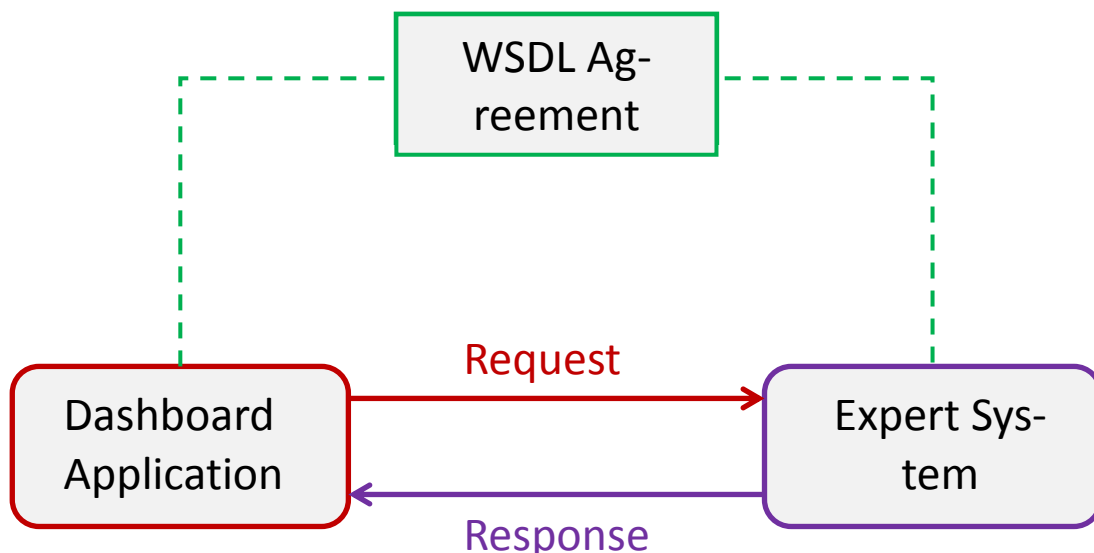 WSDL Ag-
reement
Request
Dashboard
Application
Expert Sys-
tem
Response